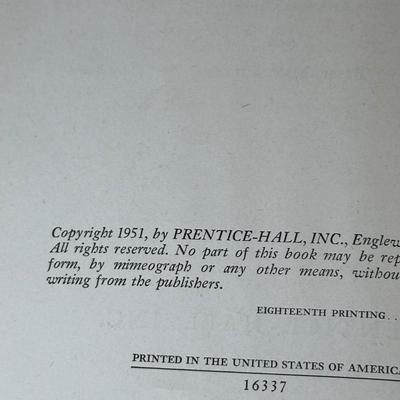 Copyright 1951, by PRENTICE-HALL, INC., Englew
All rights reserved. No part of this book may be rep
form, by mimeograph or any other means, withou
writing from the publishers.
EIGHTEENTH PRINTING..
PRINTED IN THE UNITED STATES OF AMERICA
16337